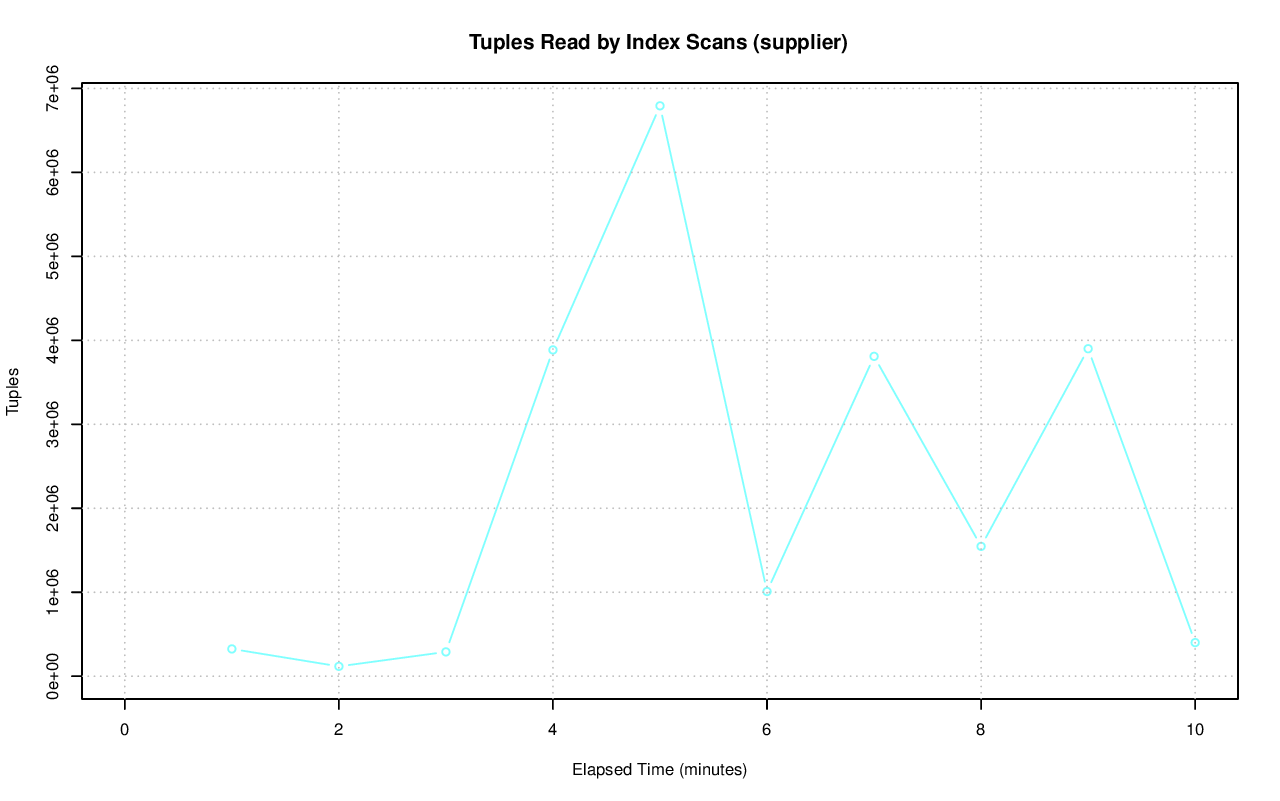 Tuples Read by Index Scans (supplier)
7e+06
6e+06
5e+06
4e+06
3e+06
2e+06
1e+06
0e+00
Tuples
0 2 4 6 8 10
Elapsed Time (minutes)